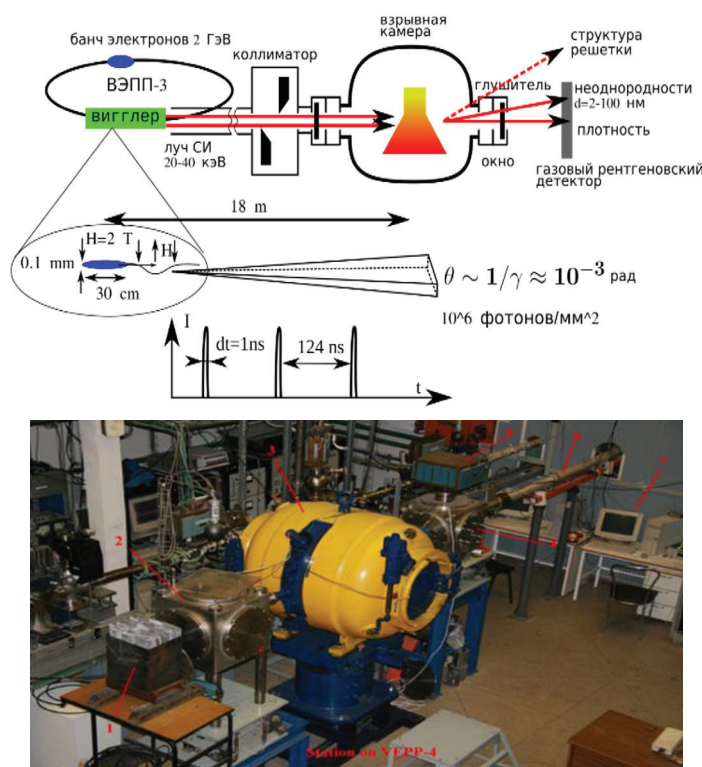 банч электронов 2 ГэВ
ВЭПП-3
вигглер
луч СИ
20-40 кэВ
коллиматор
взрывная
камера
глушитель
окно
структура
решетки
неоднородности
d=2-100 нм
плотность
газовый рентгеновский
детектор
18 m
H=2 T
H
0.1 mm
30 cm
θ ∼ 1/γ ≈ 10⁻³ рад
10^6 фотонов/мм^2
I
dt=1ns
124 ns
t
1
2
3
Station on VEPP-4